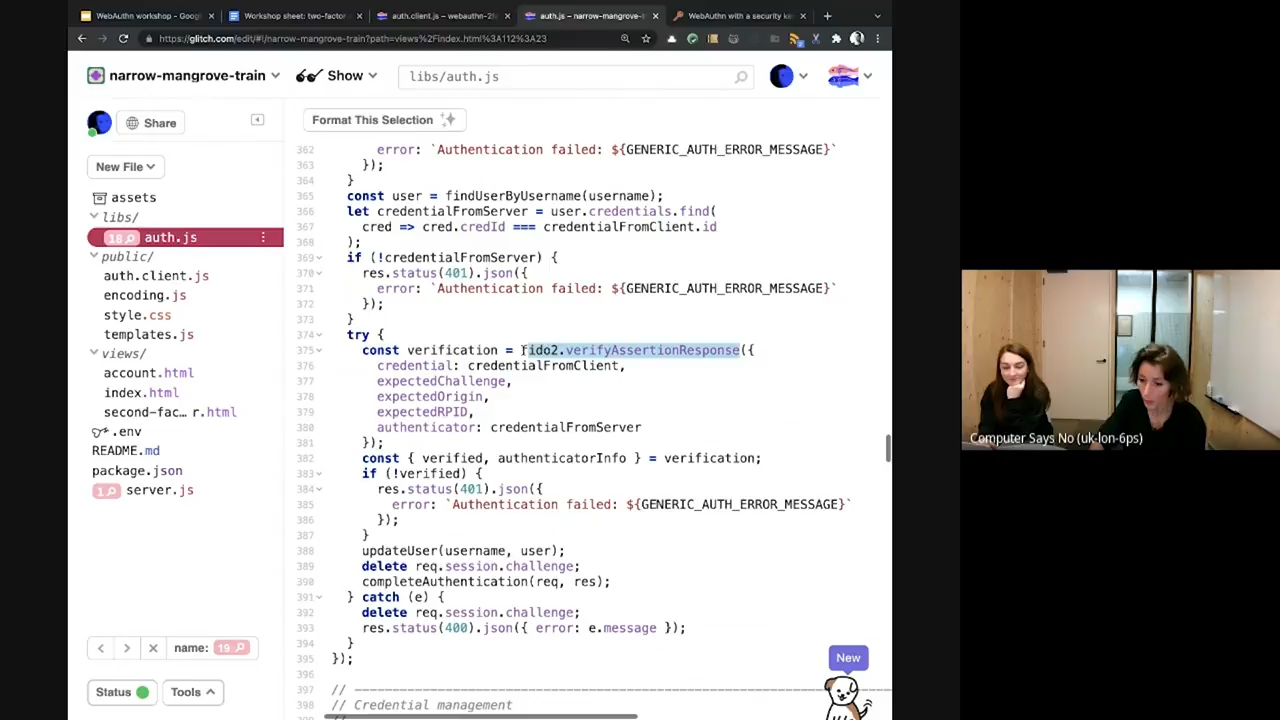 WebAuthn workshop - Goog
Workshop sheet: two-factor
auth.client.js – webauthn-2f
auth.js – narrow-mangrove-
WebAuthn with a security ke
https://glitch.com/edit/#!/narrow-mangrove-train?path=views%2Findex.html%3A112%3A23
narrow-mangrove-train
Show
libs/auth.js
Share
Format This Selection
New File
assets
libs/
18 auth.js
public/
auth.client.js
encoding.js
style.css
templates.js
views/
account.html
index.html
second-fac… r.html
.env
README.md
package.json
1 server.js
name: 19
Status
Tools
362 error: `Authentication failed: ${GENERIC_AUTH_ERROR_MESSAGE}`
363 });
364 }
365 const user = findUserByUsername(username);
366 let credentialFromServer = user.credentials.find(
367 cred => cred.credId === credentialFromClient.id
368 );
369 if (!credentialFromServer) {
370 res.status(401).json({
371 error: `Authentication failed: ${GENERIC_AUTH_ERROR_MESSAGE}`
372 });
373 }
374 try {
375 const verification = fido2.verifyAssertionResponse({
376 credential: credentialFromClient,
377 expectedChallenge,
378 expectedOrigin,
379 expectedRPID,
380 authenticator: credentialFromServer
381 });
382 const { verified, authenticatorInfo } = verification;
383 if (!verified) {
384 res.status(401).json({
385 error: `Authentication failed: ${GENERIC_AUTH_ERROR_MESSAGE}`
386 });
387 }
388 updateUser(username, user);
389 delete req.session.challenge;
390 completeAuthentication(req, res);
391 } catch (e) {
392 delete req.session.challenge;
393 res.status(400).json({ error: e.message });
394 }
395 });
396
397 // ----------------------------------------------------------------------
398 // Credential management
New
Computer Says No (uk-lon-6ps)